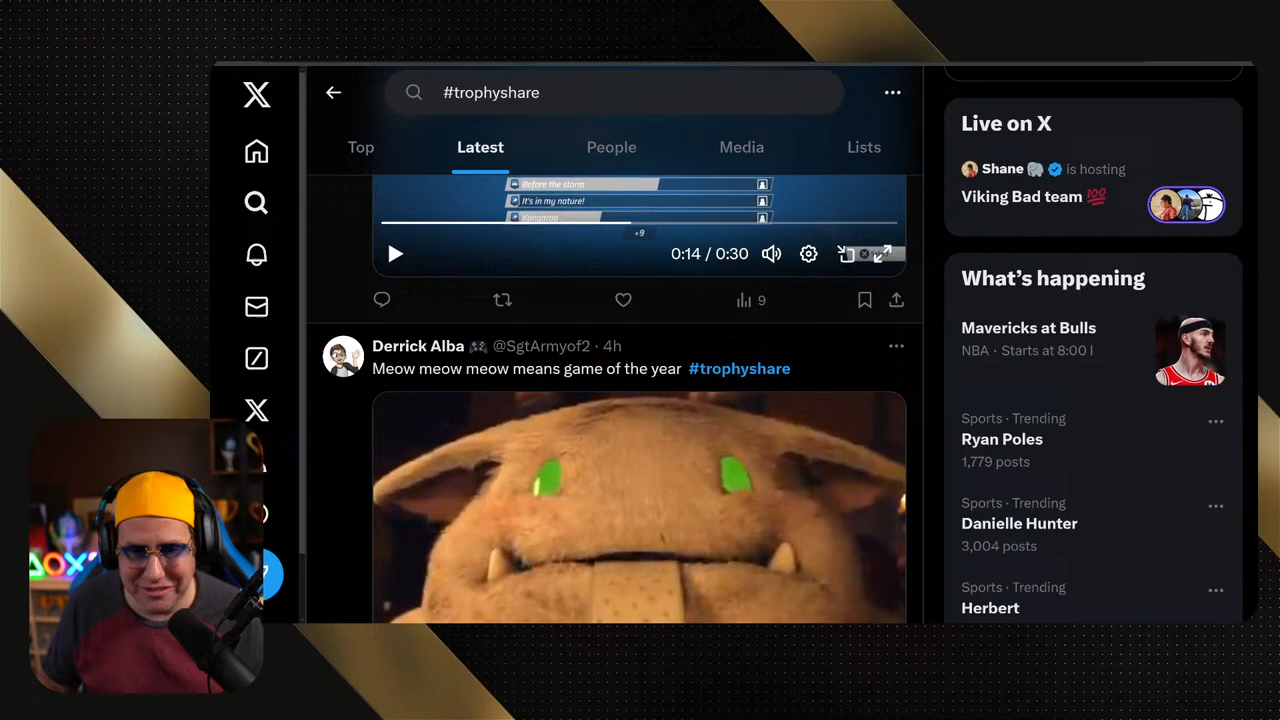 #trophyshare
Top
Latest
People
Media
Lists
Before the storm
It's in my nature!
Kangaroo
+9
0:14 / 0:30
9
Derrick Alba 🎮 @SgtArmyof2 · 4h
Meow meow meow means game of the year #trophyshare
Live on X
Shane 🐘 is hosting
Viking Bad team 💯
What's happening
Mavericks at Bulls
NBA · Starts at 8:00 I
Sports · Trending
Ryan Poles
1,779 posts
Sports · Trending
Danielle Hunter
3,004 posts
Sports · Trending
Herbert